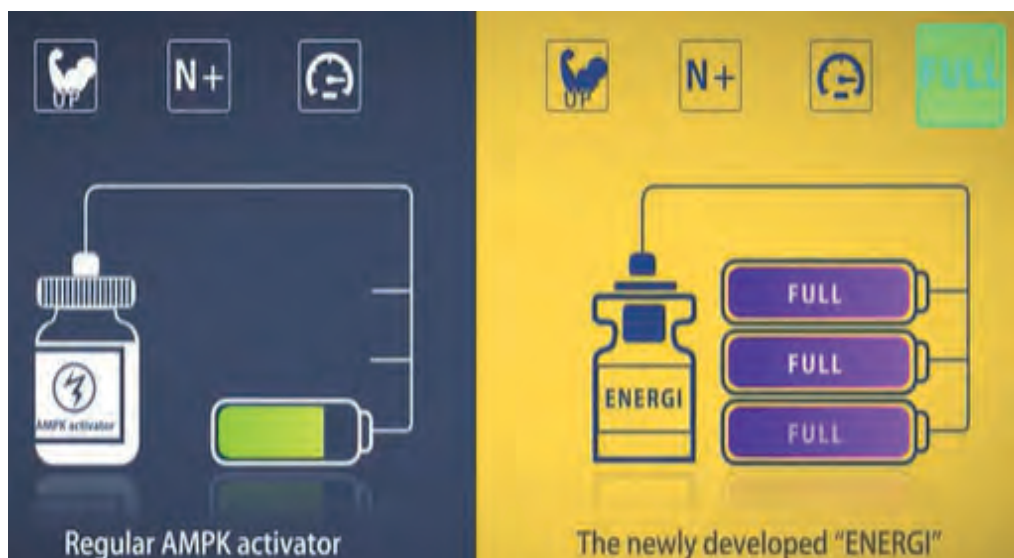 UP
N+
UP
N+
FULL
AMPK activator
ENERGI
FULL
FULL
FULL
Regular AMPK activator
The newly developed “ENERGI”